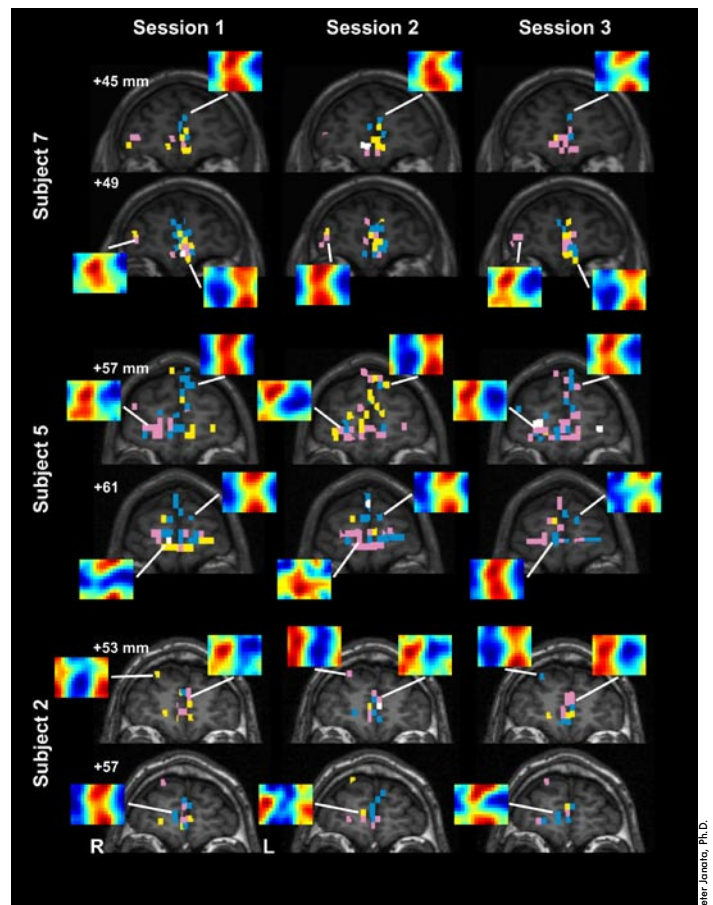 Session 1 Session 2 Session 3
Subject 7
+45 mm
+49
Subject 5
+57 mm
+61
Subject 2
+53 mm
+57
R L
eter Janata, Ph.D.